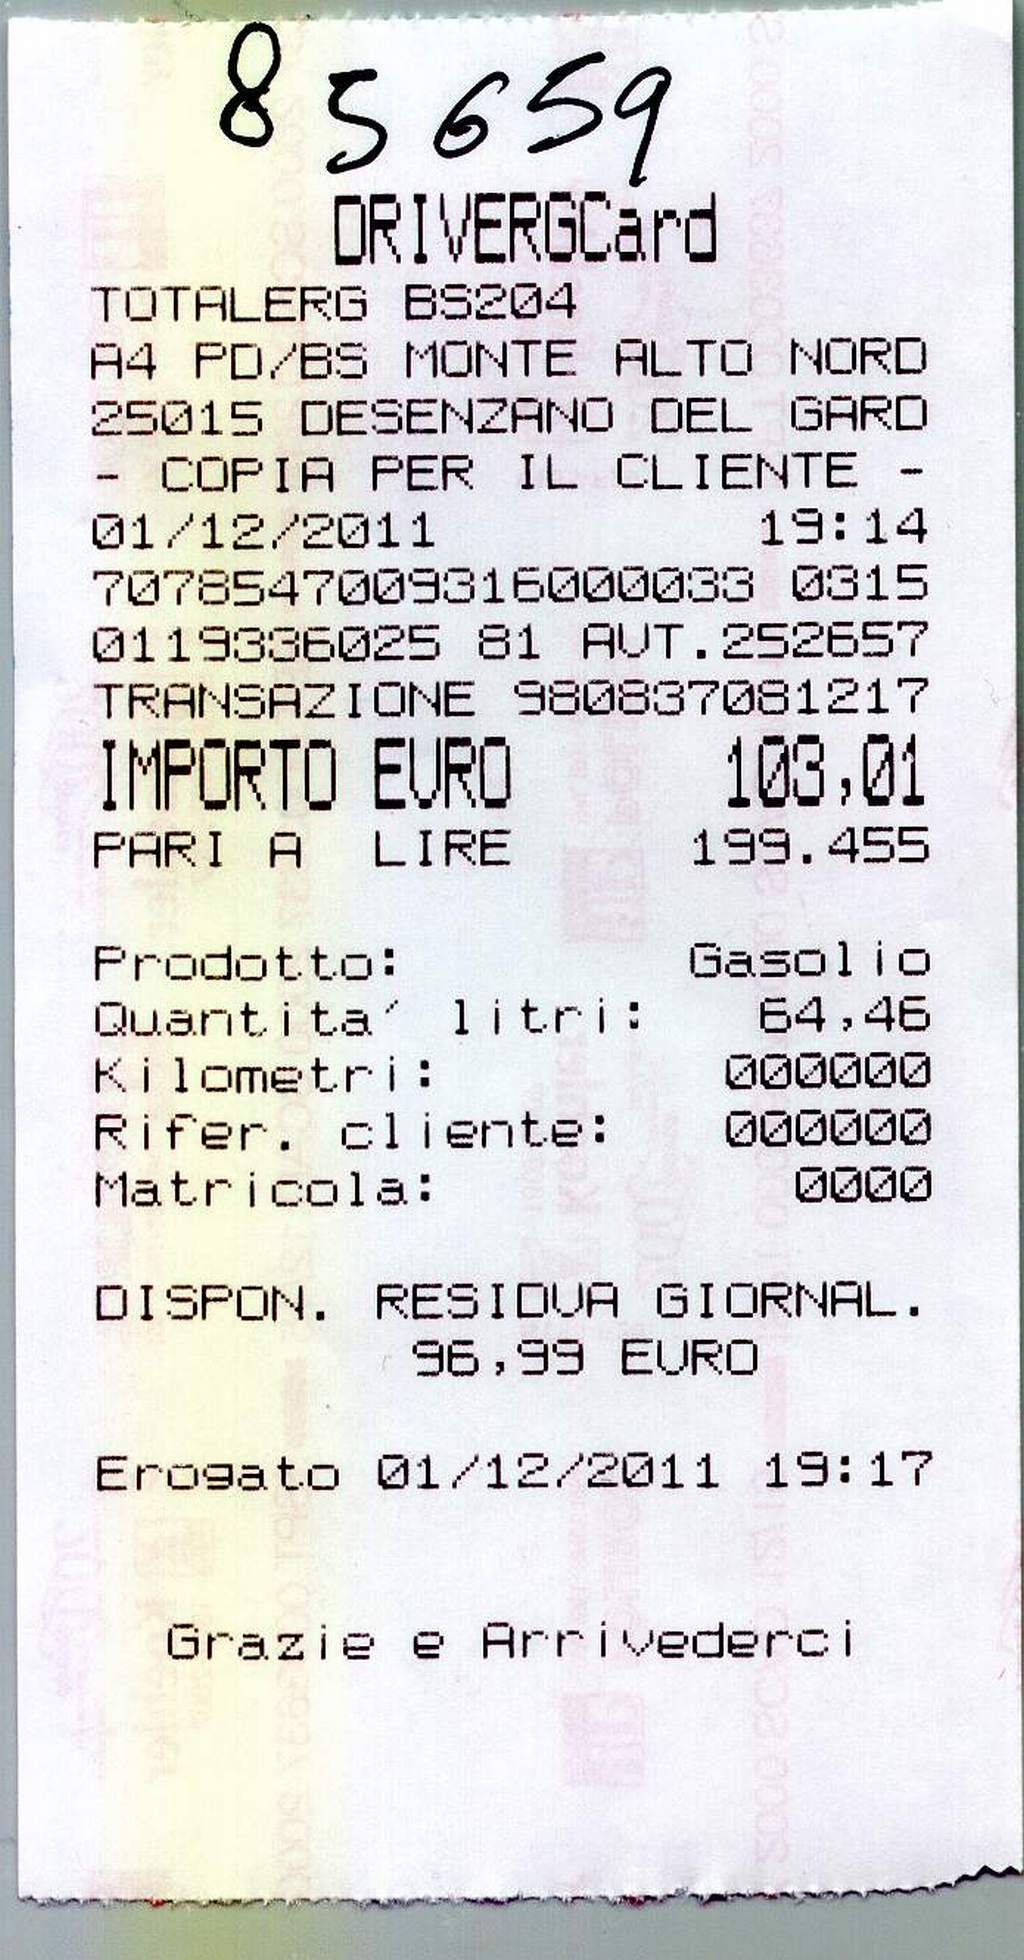 85659
DRIVERGCard
TOTALERG BS204
A4 PD/BS MONTE ALTO NORD
25015 DESENZANO DEL GARD
- COPIA PER IL CLIENTE -
01/12/2011 19:14
7078547009316000033 0315
0119336025 81 AUT.252657
TRANSAZIONE 980837081217
IMPORTO EURO 103,01
PARI A LIRE 199.455
Prodotto: Gasolio
Quantita' litri: 64,46
Kilometri: 000000
Rifer. cliente: 000000
Matricola: 0000
DISPON. RESIDUA GIORNAL.
96,99 EURO
Erogato 01/12/2011 19:17
Grazie e Arrivederci